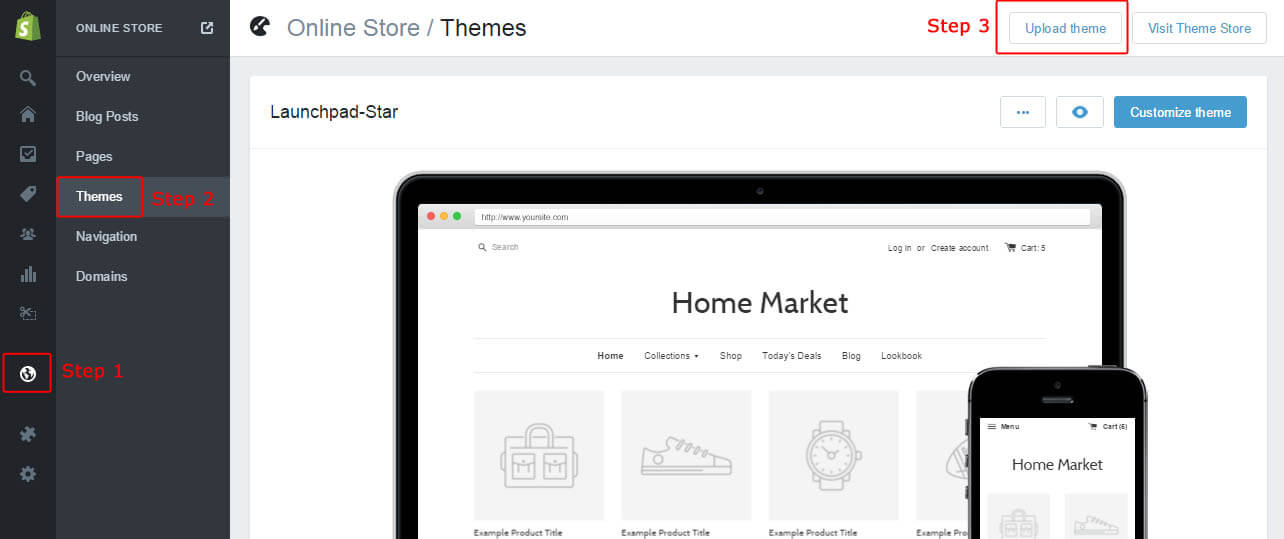 ONLINE STORE
Online Store / Themes
Step 3
Upload theme
Visit Theme Store
Overview
Blog Posts
Pages
Themes
Step 2
Navigation
Domains
Step 1
Launchpad-Star
...
Customize theme
http://www.yoursite.com
Search
Log in or Create account
Cart: 5
Home Market
Home
Collections
Shop
Today's Deals
Blog
Lookbook
Example Product Title
Example Product Title
Example Product Title
Example Pro
Menu
Cart (5)
Home Market